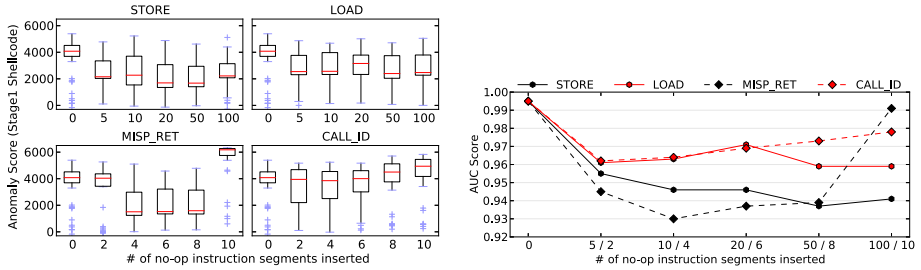 STORE
LOAD
Anomaly Score (Stage1 Shellcode)
6000
4000
2000
0
0 5 10 20 50 100
0 5 10 20 50 100
MISP_RET
CALL_ID
6000
4000
2000
0
0 2 4 6 8 10
0 2 4 6 8 10
# of no-op instruction segments inserted
STORE LOAD MISP_RET CALL_ID
AUC Score
1.00
0.99
0.98
0.97
0.96
0.95
0.94
0.93
0.92
0 5 / 2 10 / 4 20 / 6 50 / 8 100 / 10
# of no-op instruction segments inserted